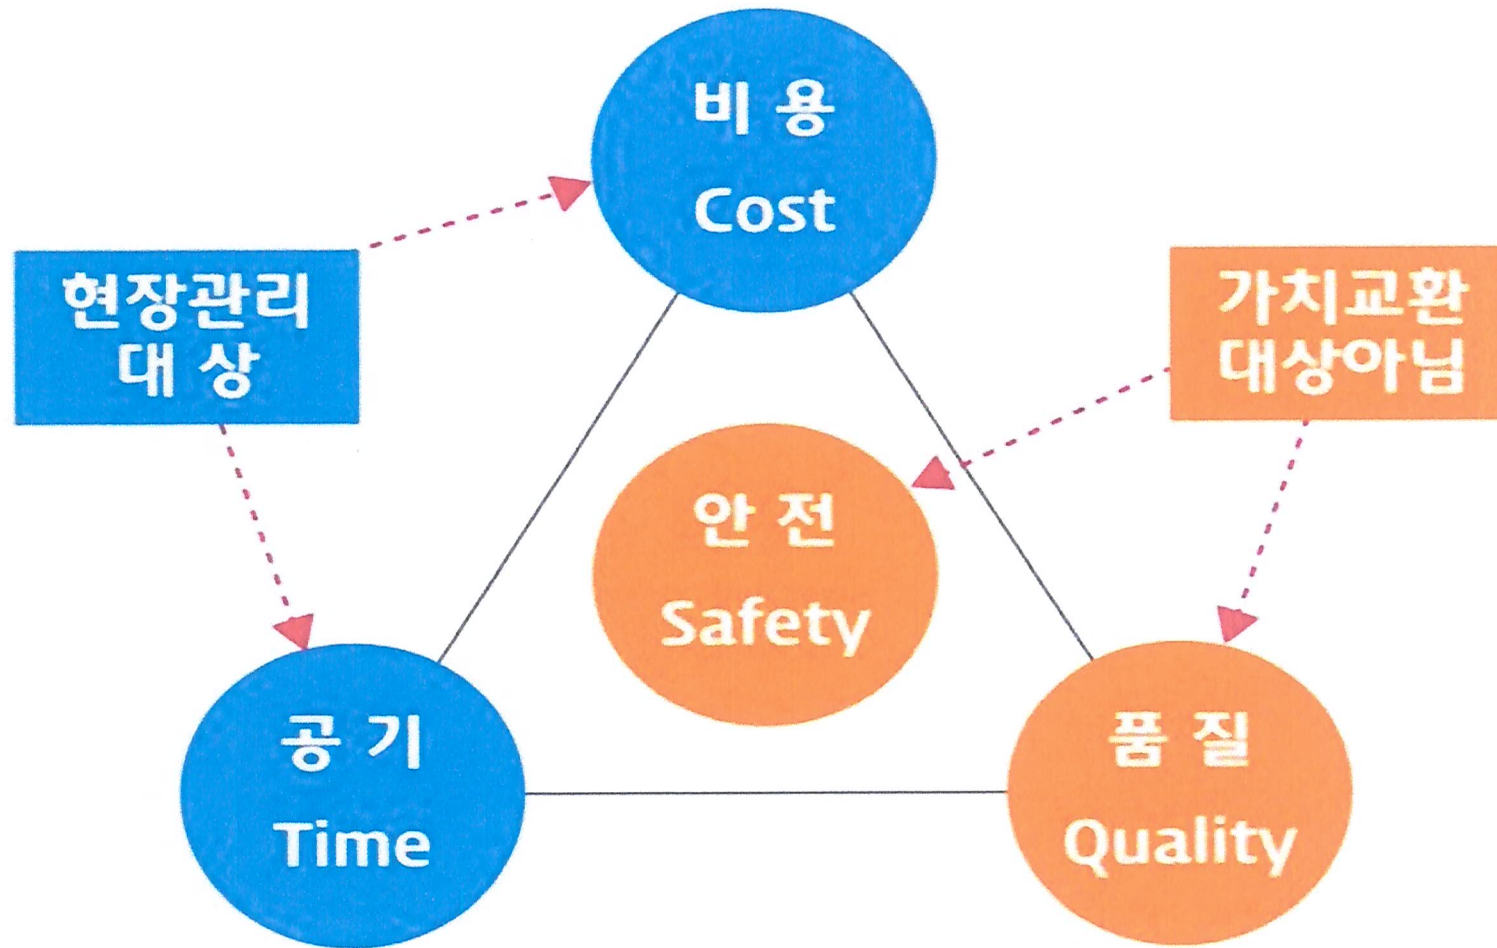 비 용
Cost
현장관리
대 상
가치교환
대상아님
안 전
Safety
공 기
Time
품 질
Quality